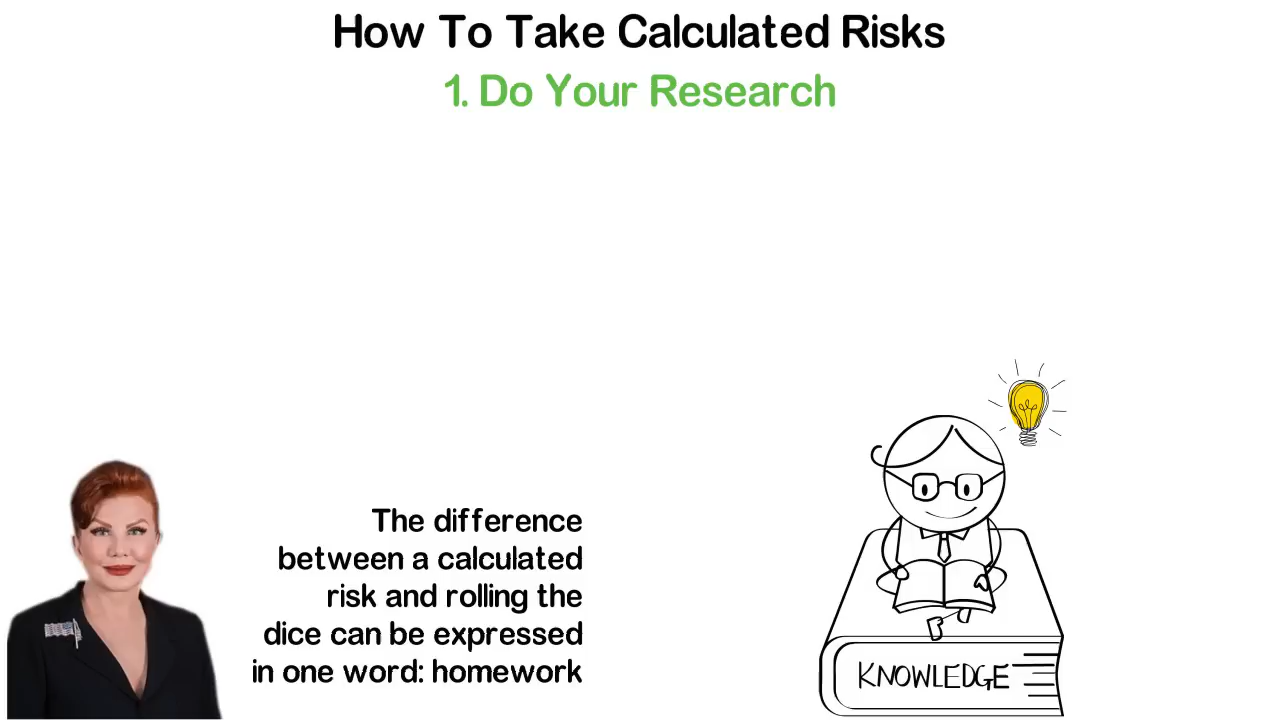 How To Take Calculated Risks
1. Do Your Research
The difference
between a calculated
risk and rolling the
dice can be expressed
in one word: homework
KNOWLEDGE